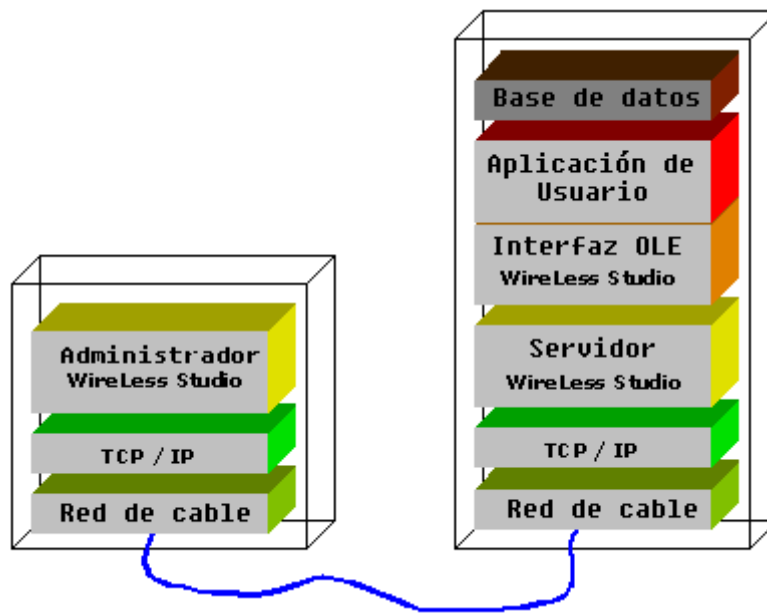 Administrador
WireLess Studio
TCP / IP
Red de cable
Base de datos
Aplicación de
Usuario
Interfaz OLE
WireLess Studio
Servidor
WireLess Studio
TCP / IP
Red de cable